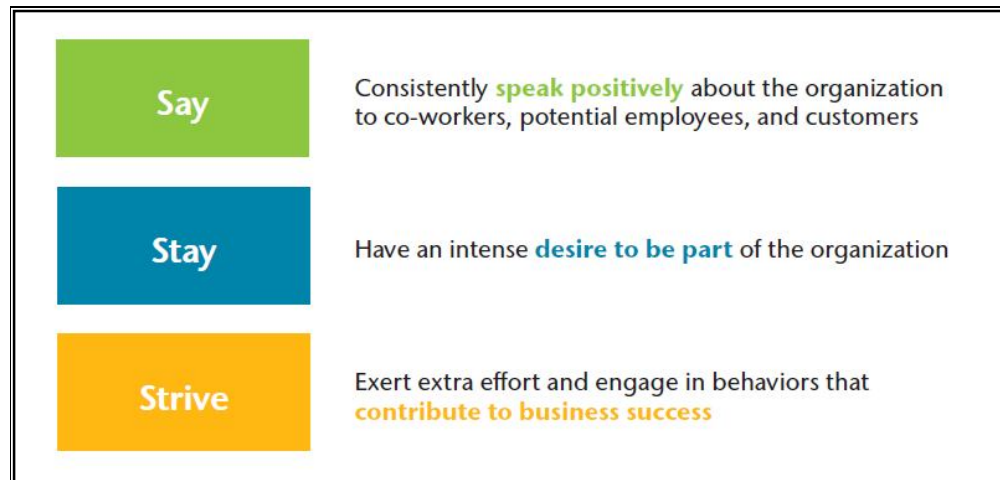 Say
Consistently speak positively about the organization
to co-workers, potential employees, and customers
Stay
Have an intense desire to be part of the organization
Strive
Exert extra effort and engage in behaviors that
contribute to business success